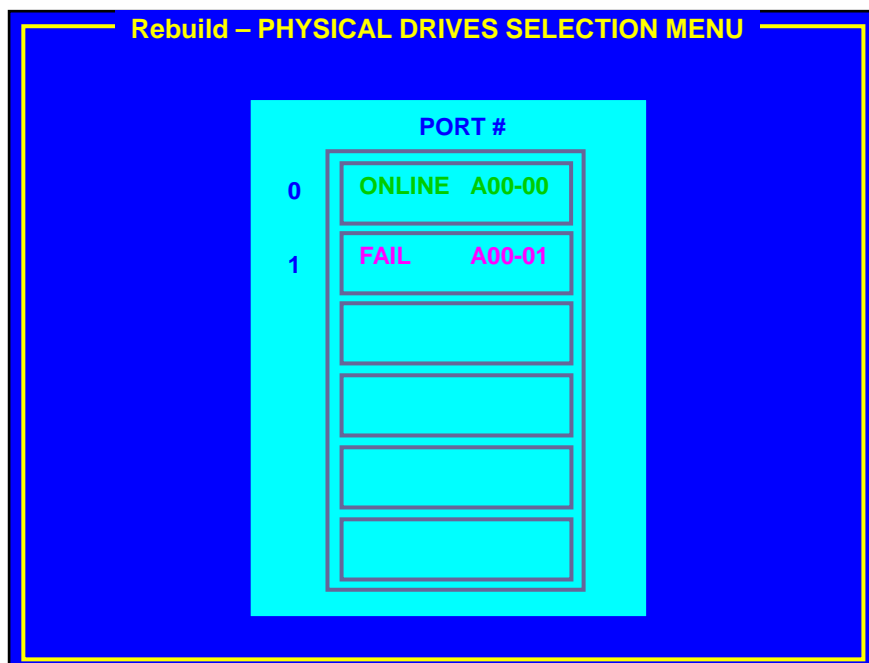 Rebuild – PHYSICAL DRIVES SELECTION MENU
PORT #
0 ONLINE A00-00
1 FAIL A00-01